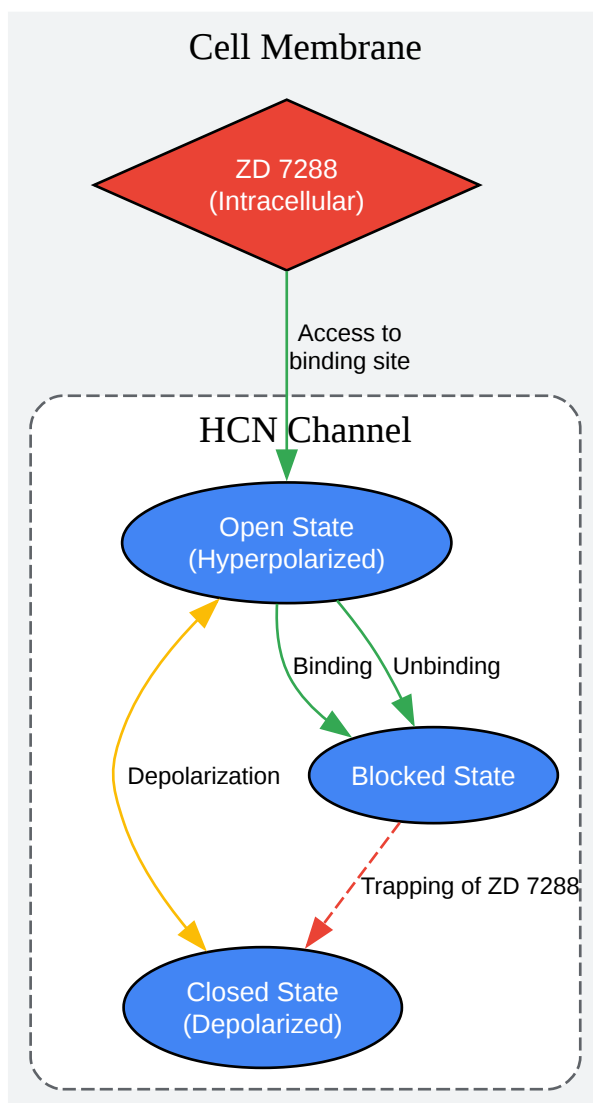 Cell Membrane
ZD 7288
(Intracellular)
Access to
binding site
HCN Channel
Open State
(Hyperpolarized)
Binding
Unbinding
Blocked State
Depolarization
Trapping of ZD 7288
Closed State
(Depolarized)